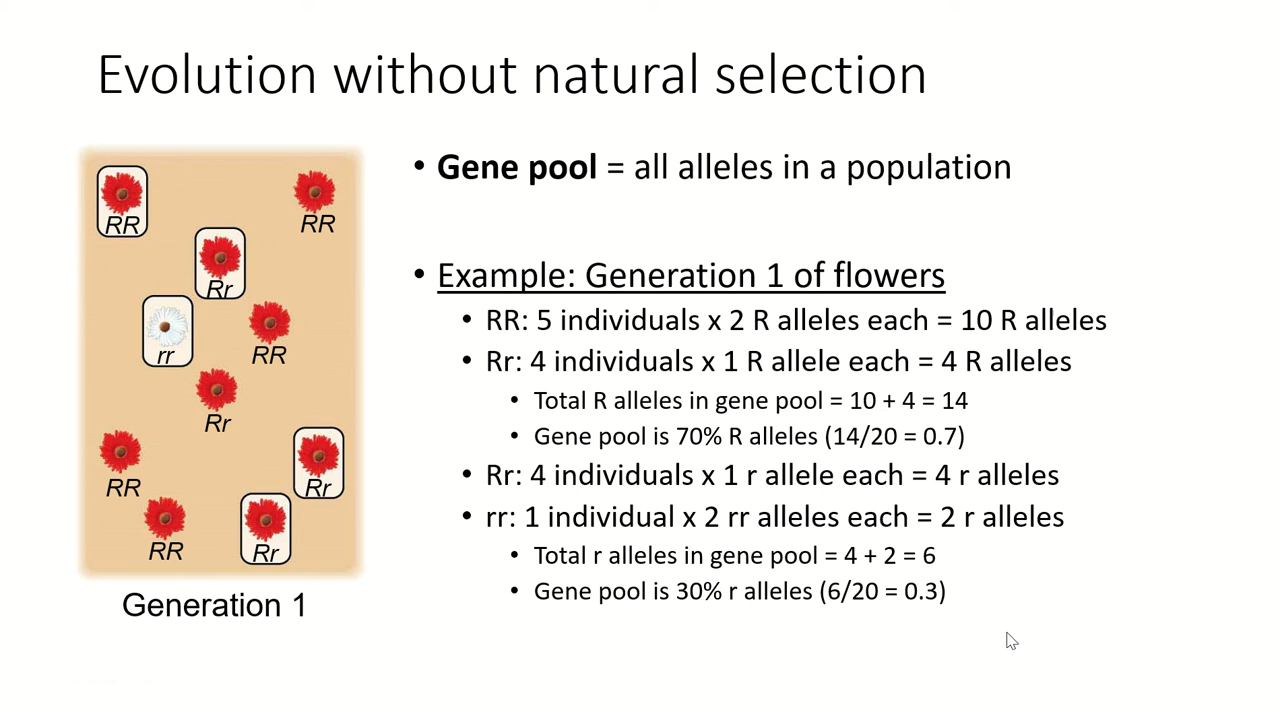 Evolution without natural selection
RR
RR
Rr
rr
RR
Rr
RR
Rr
RR
Rr
Generation 1
• Gene pool = all alleles in a population
• Example: Generation 1 of flowers
• RR: 5 individuals x 2 R alleles each = 10 R alleles
• Rr: 4 individuals x 1 R allele each = 4 R alleles
• Total R alleles in gene pool = 10 + 4 = 14
• Gene pool is 70% R alleles (14/20 = 0.7)
• Rr: 4 individuals x 1 r allele each = 4 r alleles
• rr: 1 individual x 2 rr alleles each = 2 r alleles
• Total r alleles in gene pool = 4 + 2 = 6
• Gene pool is 30% r alleles (6/20 = 0.3)